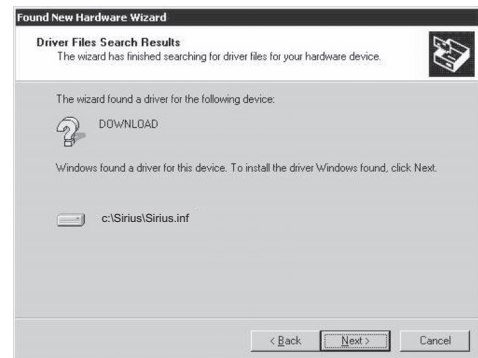 Found New Hardware Wizard
Driver Files Search Results
The wizard has finished searching for driver files for your hardware device.
The wizard found a driver for the following device:
DOWNLOAD
Windows found a driver for this device. To install the driver Windows found, click Next.
c:\Sirius\Sirius.inf
< Back
Next >
Cancel